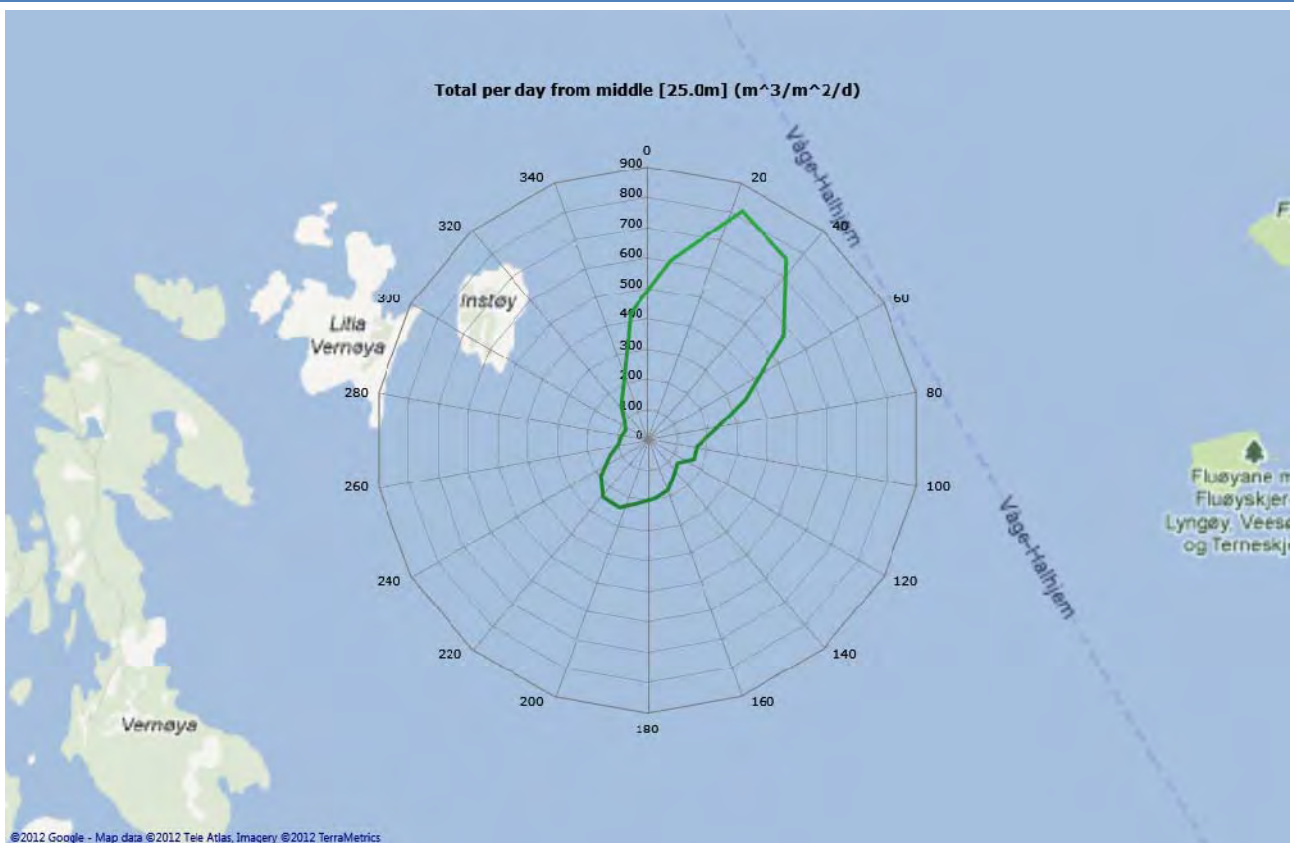 Total per day from middle [25.0m] (m^3/m^2/d)
Våge-Halhjem
0
900
20
340
800
700
40
320
600
500
300
Instøy
60
Litla
Vernøya
400
300
200
280
80
100
0
Fluøyane
Fluøyskjer
Lyngøy, Vees
og Terneskj
260
100
Våge-Halhjem
240
120
220
140
Vernøya
200
160
180
©2012 Google - Map data ©2012 Tele Atlas, Imagery ©2012 TerraMetrics